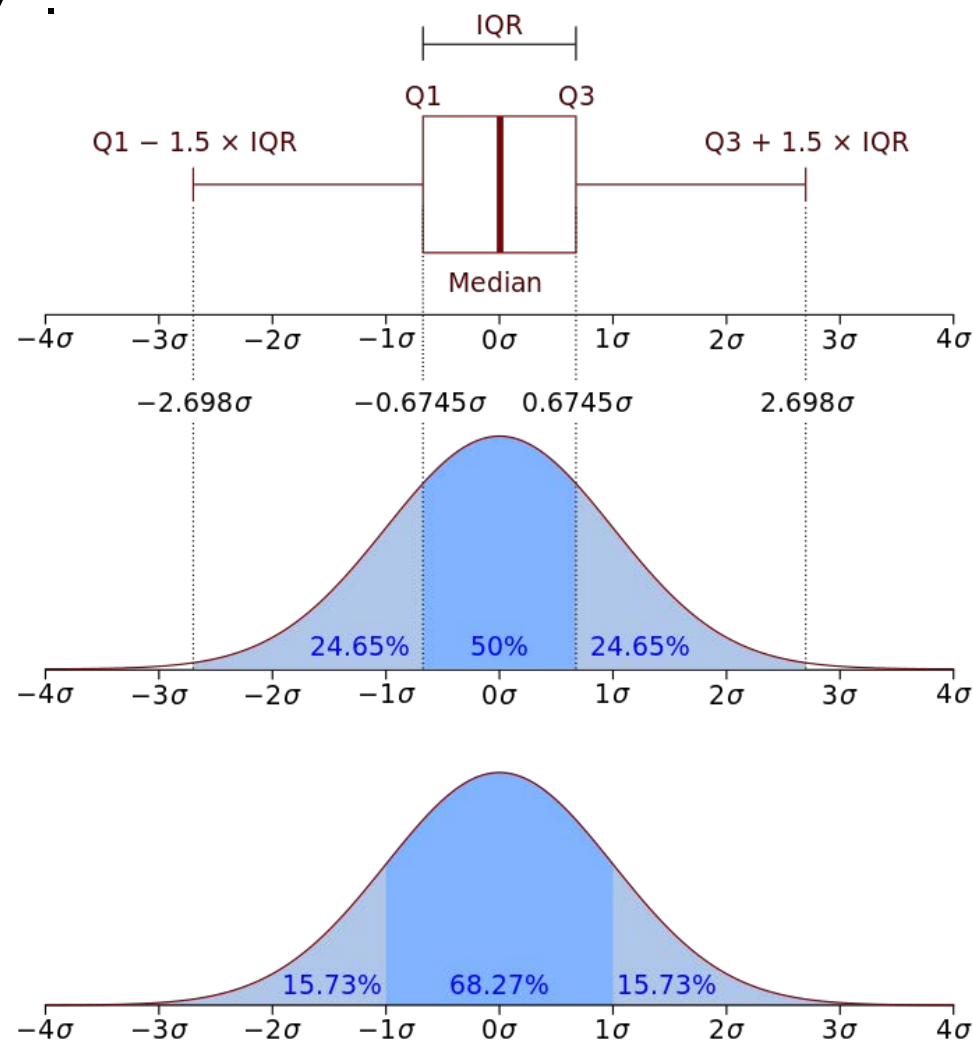 IQR
Q1 Q3
Q1 − 1.5 × IQR Q3 + 1.5 × IQR
Median
−4σ −3σ −2σ −1σ 0σ 1σ 2σ 3σ 4σ
−2.698σ −0.6745σ 0.6745σ 2.698σ
24.65% 50% 24.65%
−4σ −3σ −2σ −1σ 0σ 1σ 2σ 3σ 4σ
15.73% 68.27% 15.73%
−4σ −3σ −2σ −1σ 0σ 1σ 2σ 3σ 4σ